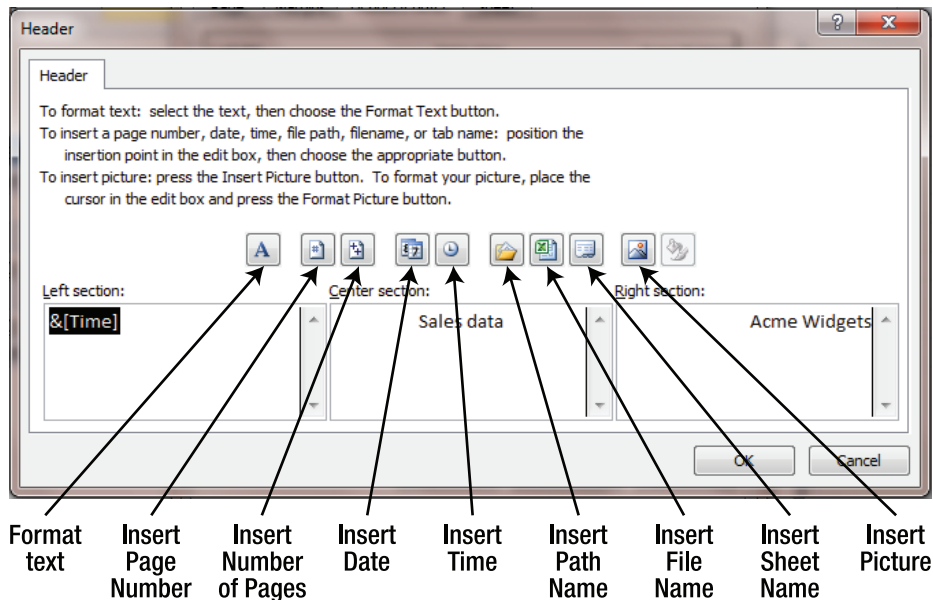 Header
Header
To format text: select the text, then choose the Format Text button.
To insert a page number, date, time, file path, filename, or tab name: position the
insertion point in the edit box, then choose the appropriate button.
To insert picture: press the Insert Picture button. To format your picture, place the
cursor in the edit box and press the Format Picture button.
Left section: Center section: Right section:
&[Time] Sales data Acme Widgets
OK Cancel
Format Insert Insert Insert Insert Insert Insert Insert Insert
text Page Number Date Time Path File Sheet Picture
Number of Pages Name Name Name